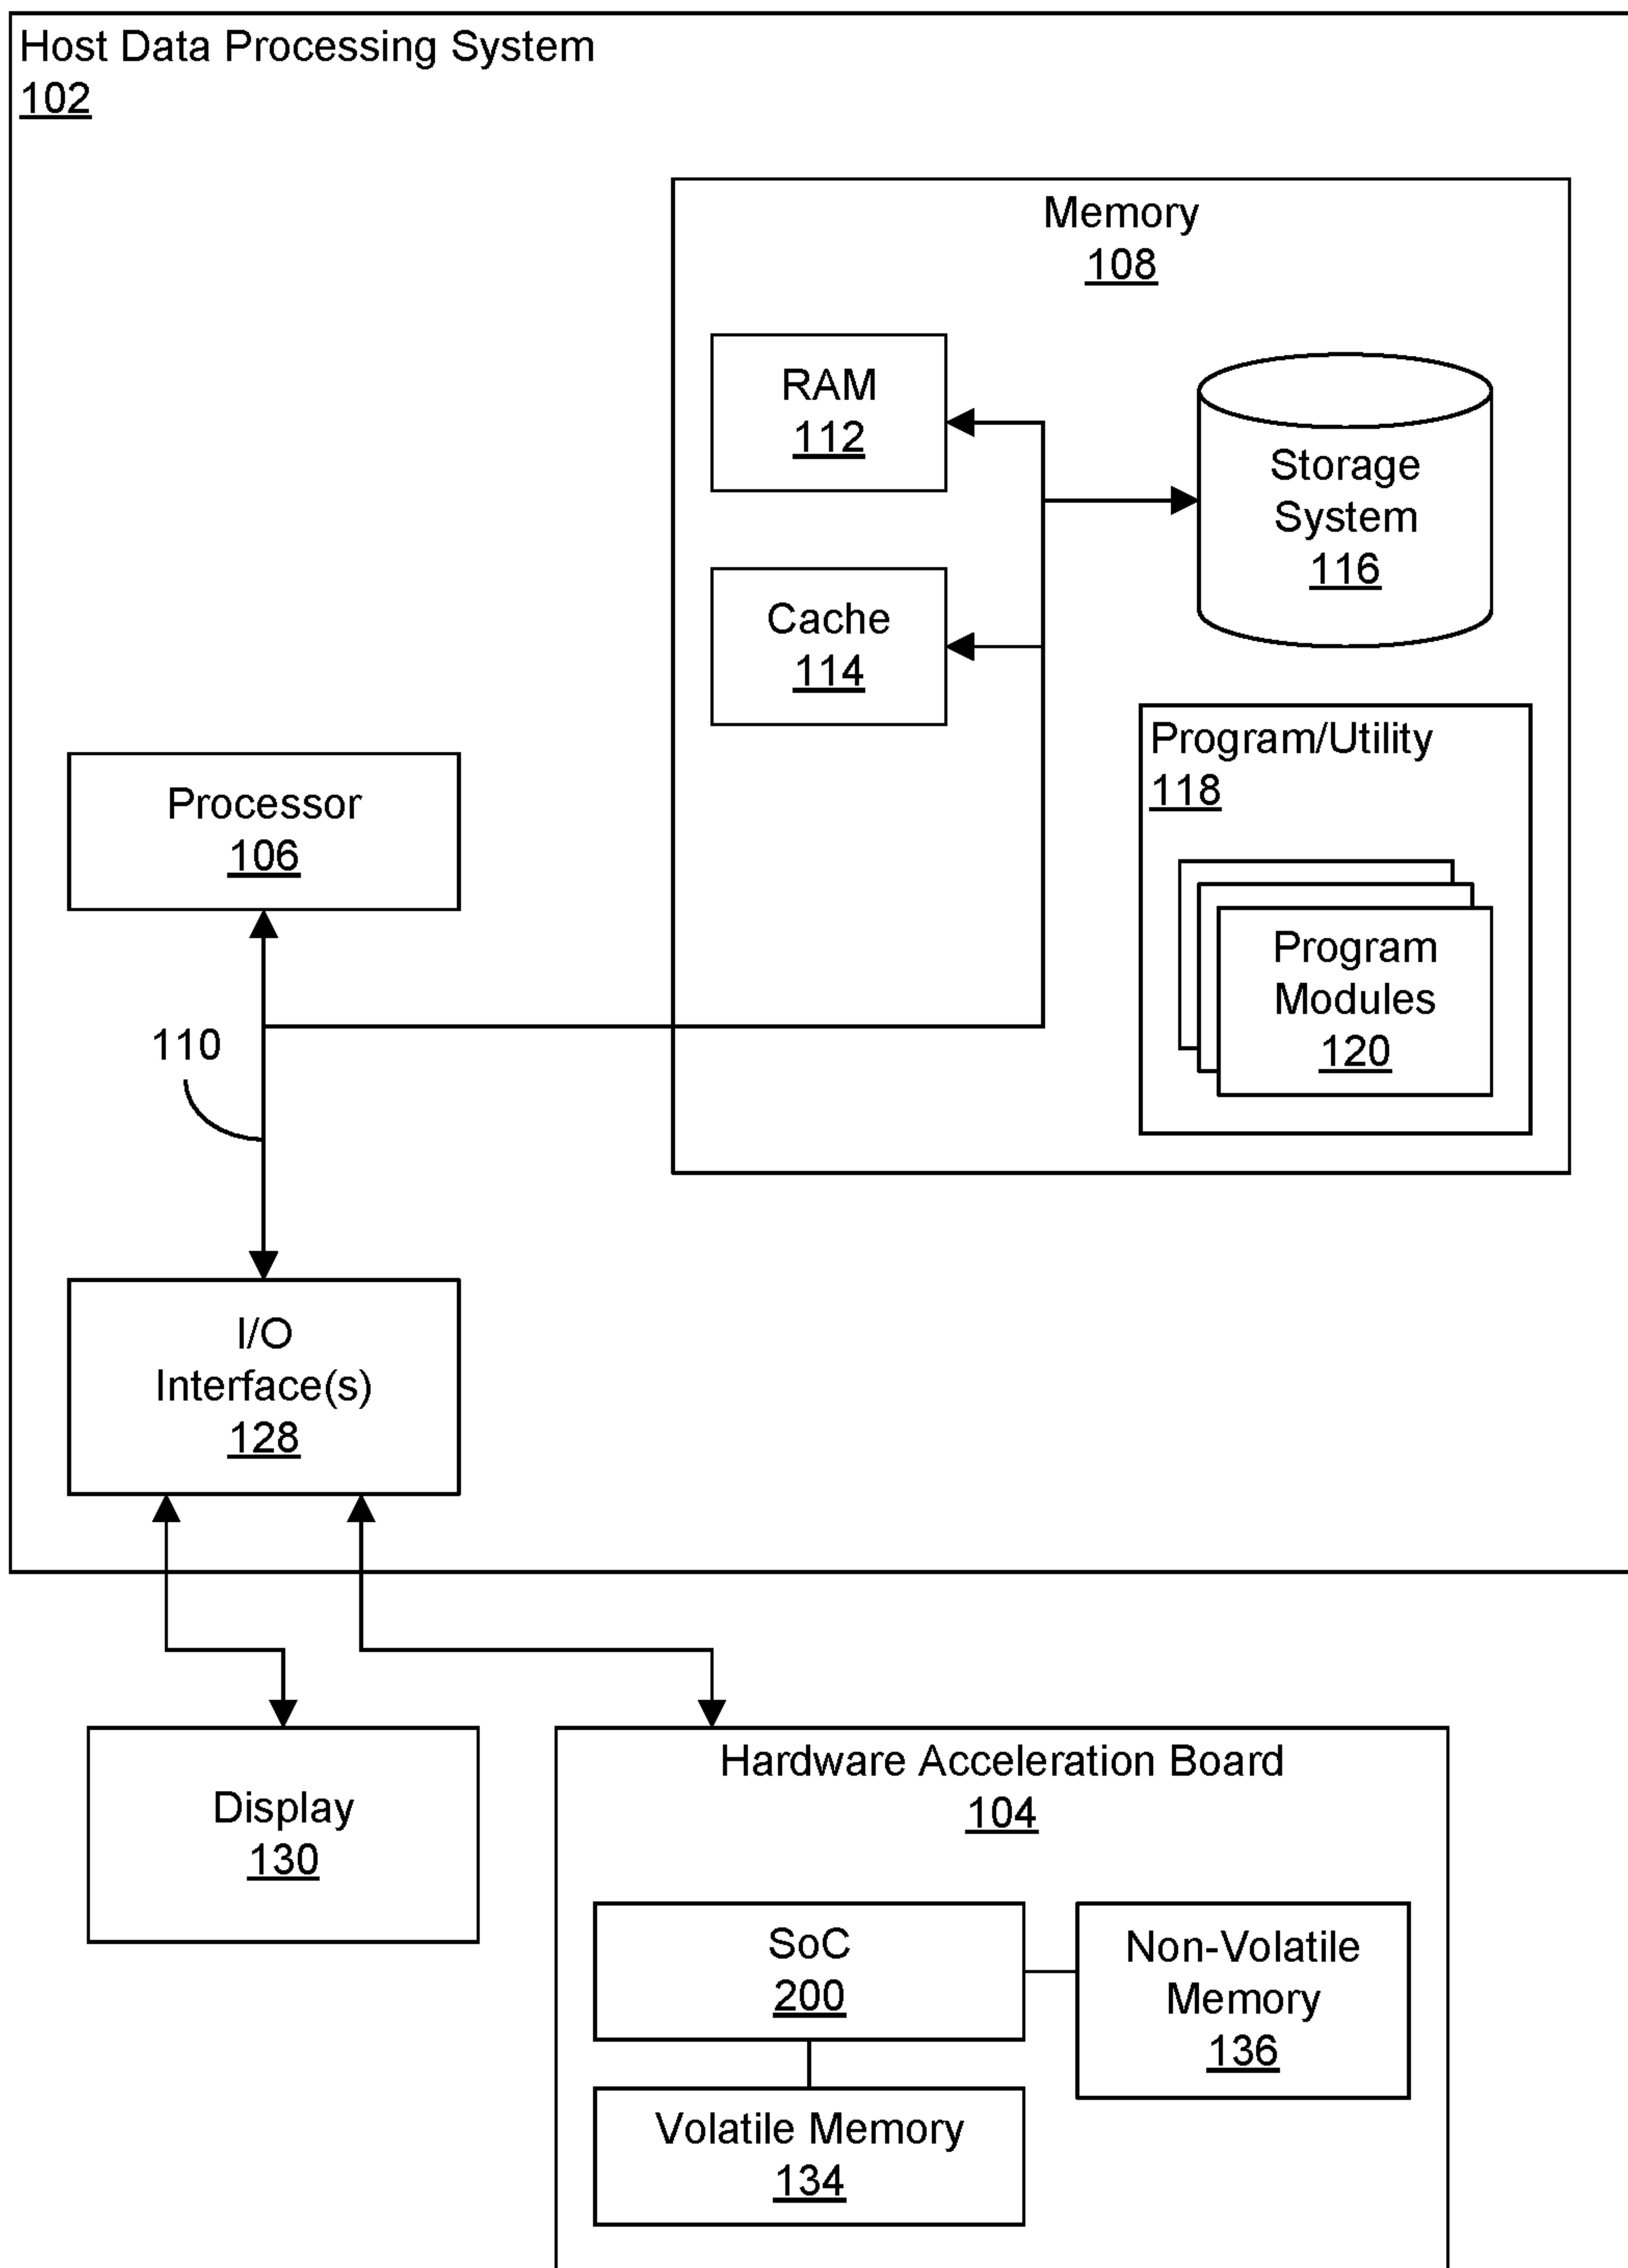 Host Data Processing System
102
Memory
108
RAM
112
Storage
System
116
Cache
114
Program/Utility
118
Program
Modules
120
Processor
106
110
I/O
Interface(s)
128
Display
130
Hardware Acceleration Board
104
SoC
200
Non-Volatile
Memory
136
Volatile Memory
134